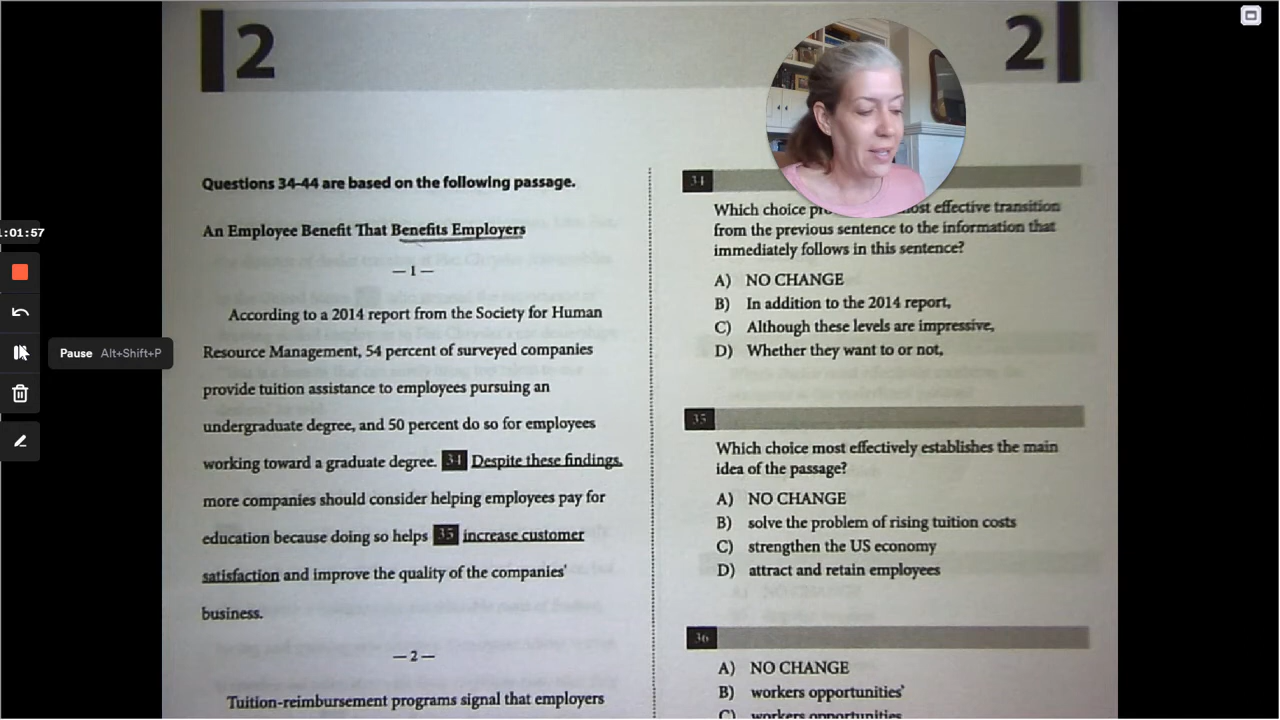 2
2
Questions 34-44 are based on the following passage.
An Employee Benefit That Benefits Employers
—1—
According to a 2014 report from the Society for Human
Resource Management, 54 percent of surveyed companies
provide tuition assistance to employees pursuing an
undergraduate degree, and 50 percent do so for employees
working toward a graduate degree. 34 Despite these findings,
more companies should consider helping employees pay for
education because doing so helps 35 increase customer
satisfaction and improve the quality of the companies'
business.
—2—
Tuition-reimbursement programs signal that employers
34
Which choice effective transition
from the previous sentence to the information that
immediately follows in this sentence?
A) NO CHANGE
B) In addition to the 2014 report,
C) Although these levels are impressive,
D) Whether they want to or not,
35
Which choice most effectively establishes the main
idea of the passage?
A) NO CHANGE
B) solve the problem of rising tuition costs
C) strengthen the US economy
D) attract and retain employees
36
A) NO CHANGE
B) workers opportunities'
C) workers opportunities
1:01:57
Pause Alt+Shift+P